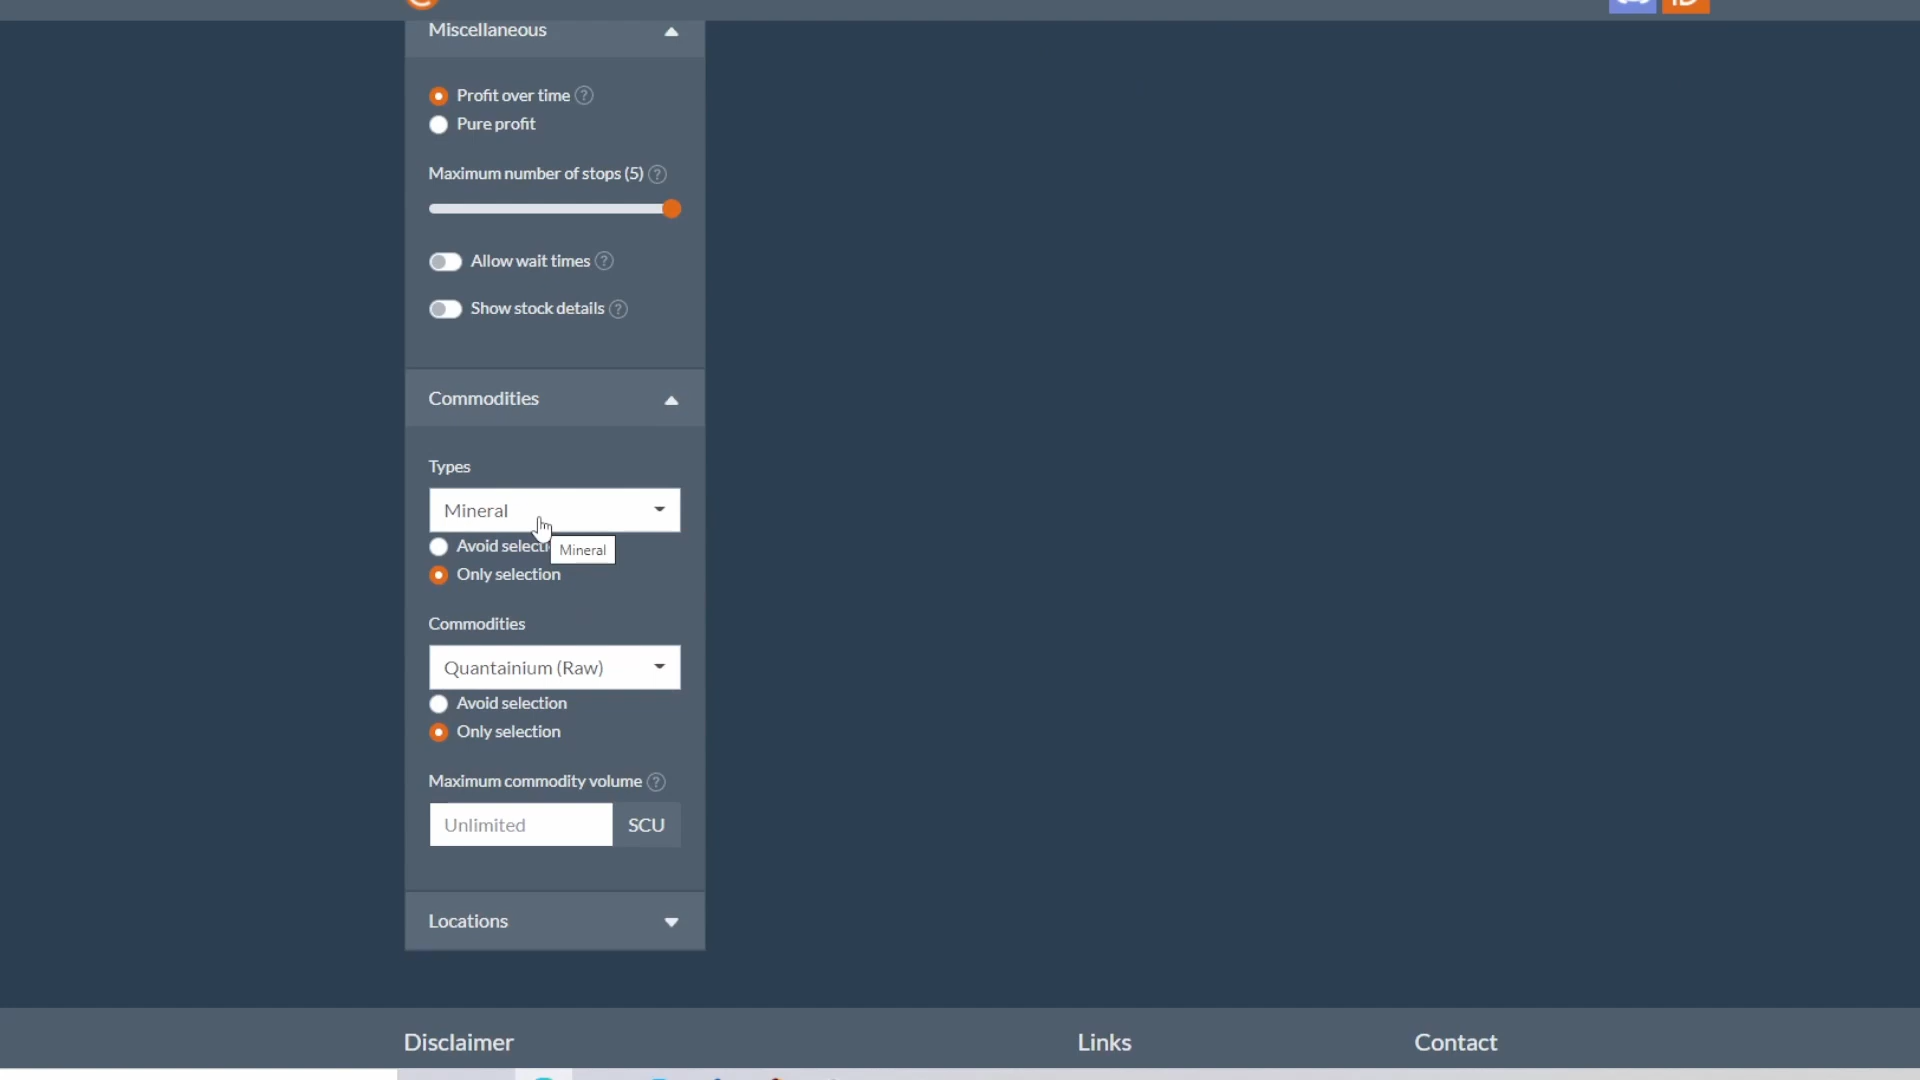 Miscellaneous
Profit over time ?
Pure profit
Maximum number of stops (5) ?
Allow wait times ?
Show stock details ?
Commodities
Types
Mineral
Avoid selecti
Mineral
Only selection
Commodities
Quantainium (Raw)
Avoid selection
Only selection
Maximum commodity volume ?
Unlimited SCU
Locations
Disclaimer Links Contact